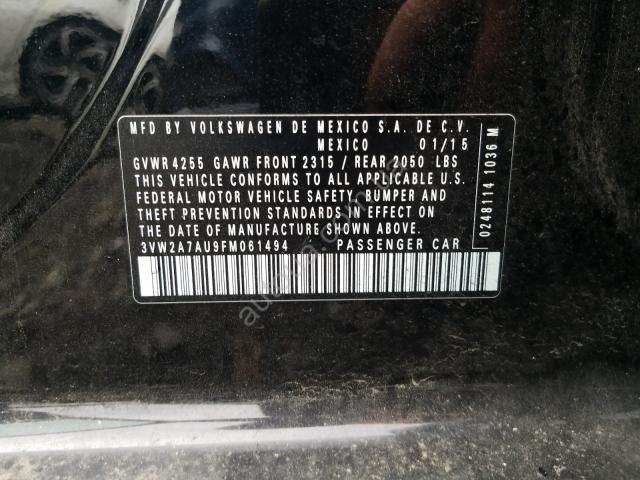 MFD BY VOLKSWAGEN DE MEXICO S.A. DE C.V.
MEXICO 01/15
GVWR 4255 GAWR FRONT 2315 / REAR 2050 LBS
THIS VEHICLE CONFORMS TO ALL APPLICABLE U.S.
FEDERAL MOTOR VEHICLE SAFETY, BUMPER AND
THEFT PREVENTION STANDARDS IN EFFECT ON
THE DATE OF MANUFACTURE SHOWN ABOVE.
3VW2A7AU9FM061494 PASSENGER CAR
0248114 1036 M